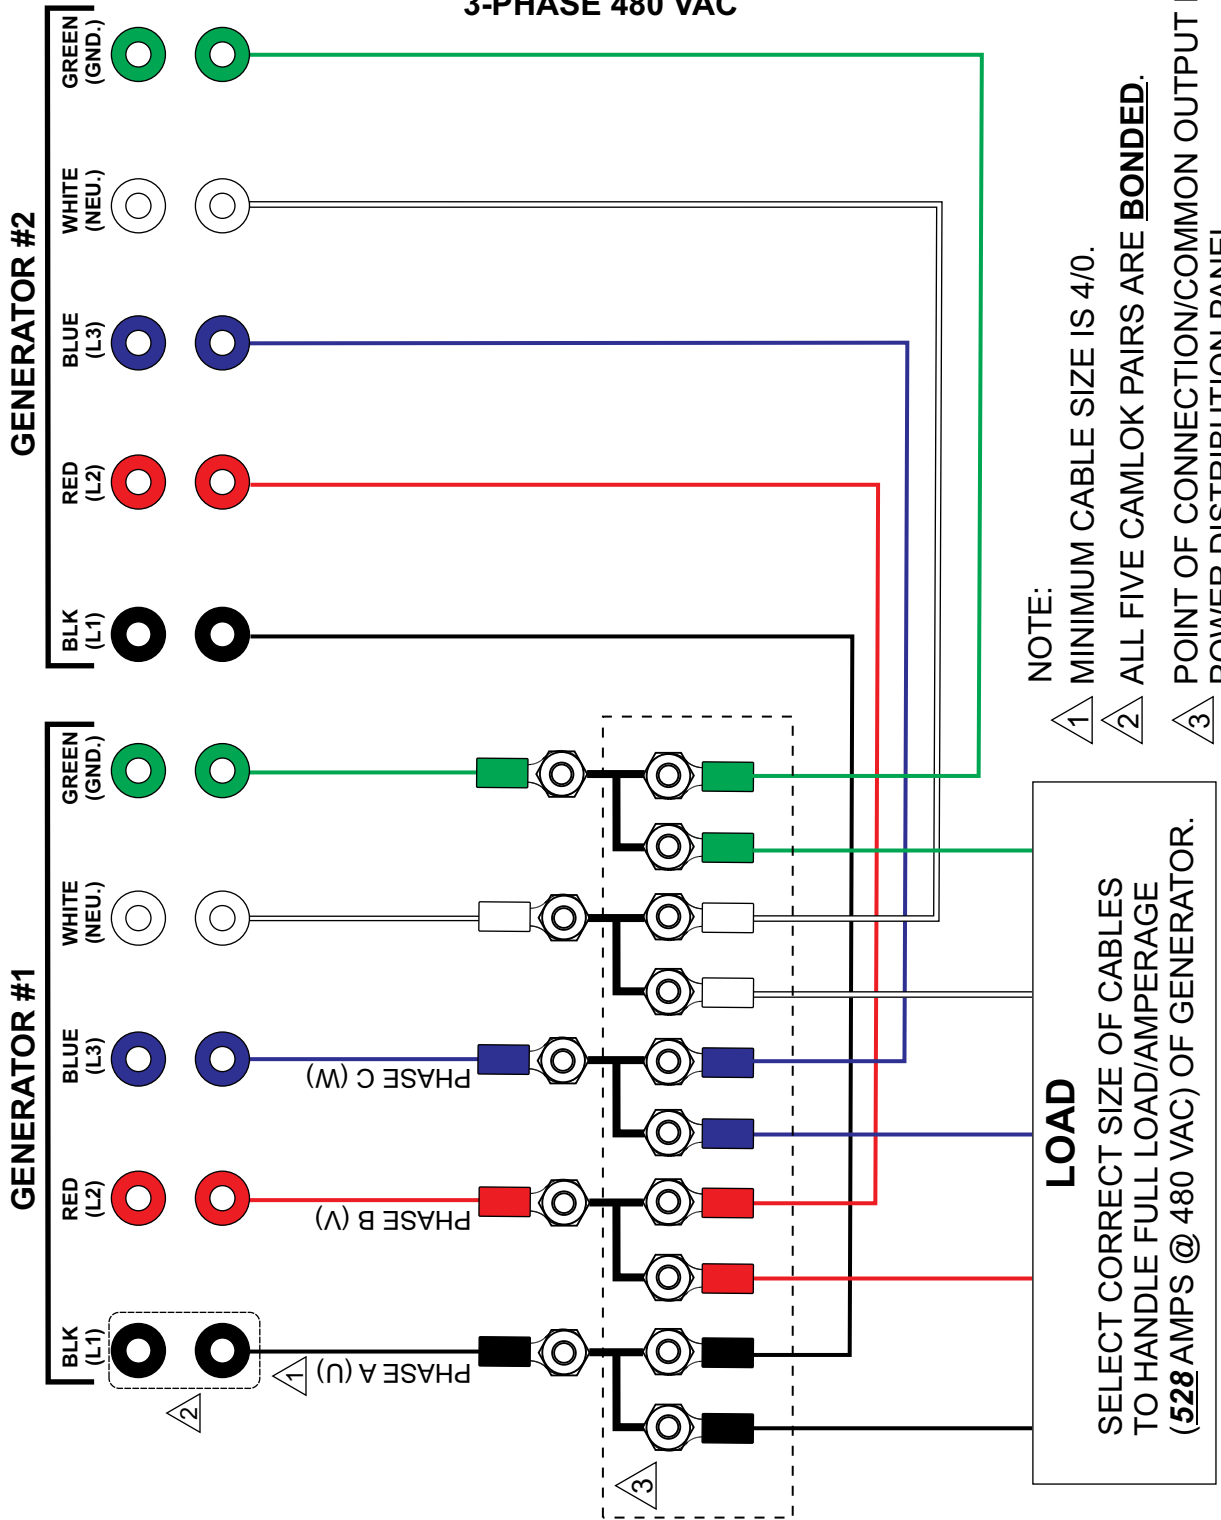 3-PHASE 480 VAC
GENERATOR #1
BLK
(L1)
RED
(L2)
BLUE
(L3)
WHITE
(NEU.)
GREEN
(GND.)
GENERATOR #2
BLK
(L1)
RED
(L2)
BLUE
(L3)
WHITE
(NEU.)
GREEN
(GND.)
2
1
PHASE A (U)
PHASE B (V)
PHASE C (W)
3
LOAD
SELECT CORRECT SIZE OF CABLES
TO HANDLE FULL LOAD/AMPERAGE
(528 AMPS @ 480 VAC) OF GENERATOR.
NOTE:
1 MINIMUM CABLE SIZE IS 4/0.
2 ALL FIVE CAMLOK PAIRS ARE BONDED.
3 POINT OF CONNECTION/COMMON OUTPUT
POWER DISTRIBUTION PANEL